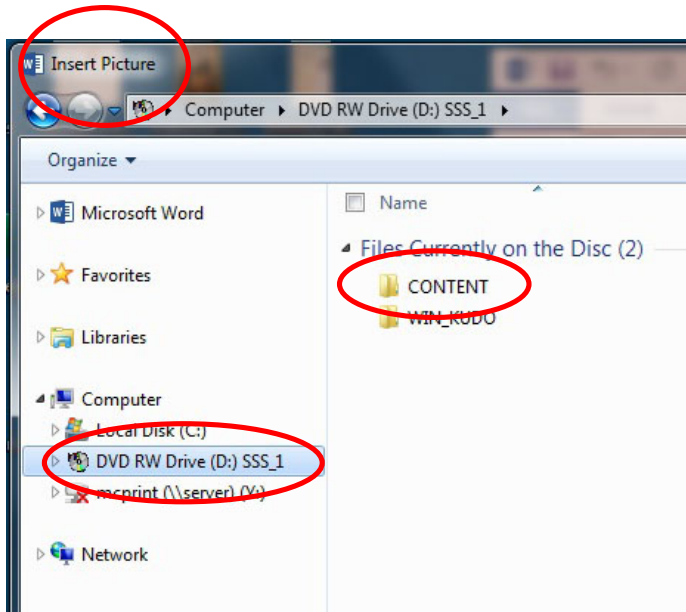 Insert Picture
Computer DVD RW Drive (D:) SSS_1
Organize
Microsoft Word
Favorites
Libraries
Computer
Local Disk (C:)
DVD RW Drive (D:) SSS_1
mcprint (\\server) (Y:)
Network
Name
Files Currently on the Disc (2)
CONTENT
WIN_KUDO